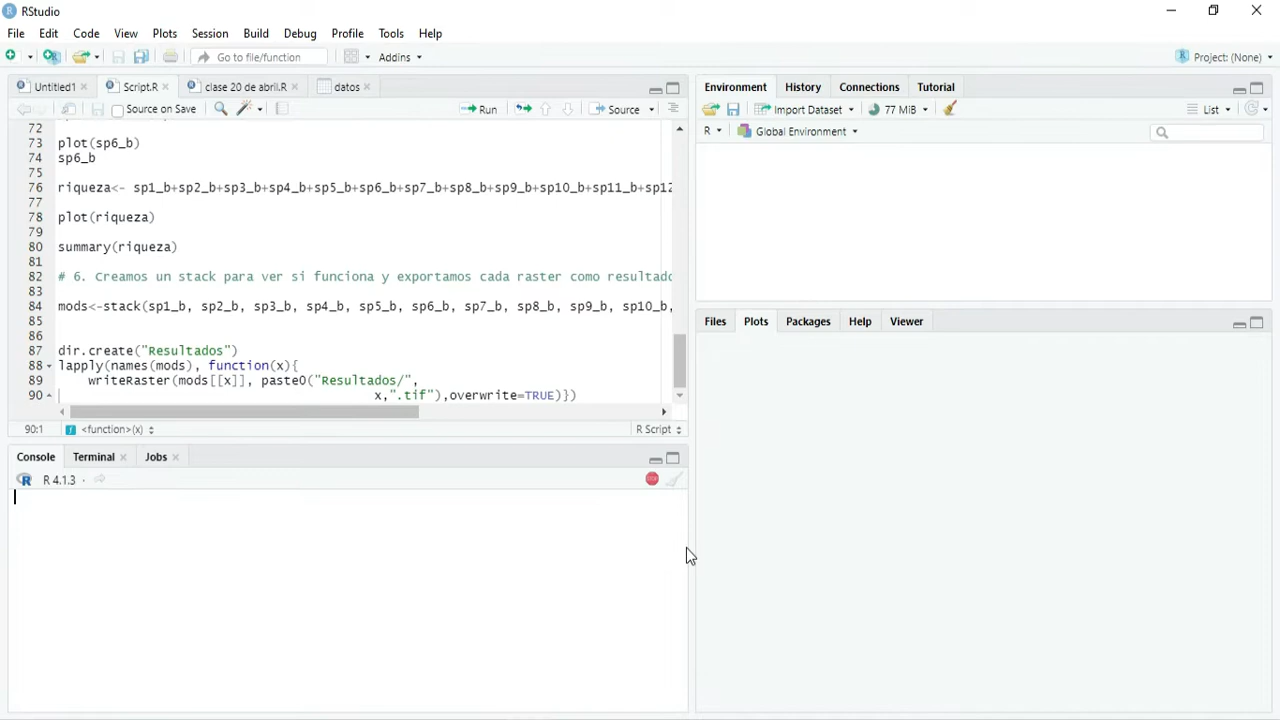 RStudio
File Edit Code View Plots Session Build Debug Profile Tools Help
Go to file/function Addins Project: (None)
Untitled1 Script.R clase 20 de abril.R datos
Source on Save Run Source
72
73 plot(sp6_b)
74 sp6_b
75
76 riqueza<- sp1_b+sp2_b+sp3_b+sp4_b+sp5_b+sp6_b+sp7_b+sp8_b+sp9_b+sp10_b+sp11_b+sp12
77
78 plot(riqueza)
79
80 summary(riqueza)
81
82 # 6. Creamos un stack para ver si funciona y exportamos cada raster como resultado
83
84 mods<-stack(sp1_b, sp2_b, sp3_b, sp4_b, sp5_b, sp6_b, sp7_b, sp8_b, sp9_b, sp10_b,
85
86
87 dir.create("Resultados")
88 lapply(names(mods), function(x){
89 writeRaster(mods[[x]], paste0("Resultados/",
90 x,".tif"),overwrite=TRUE)})
90:1 <function>(x) R Script
Console Terminal Jobs
R 4.1.3 ·
STOP
Environment History Connections Tutorial
Import Dataset 77 MiB List
R Global Environment
Files Plots Packages Help Viewer